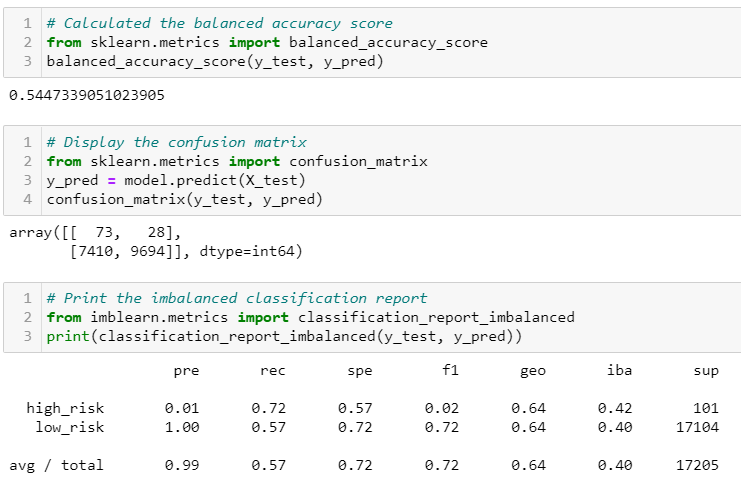 1 # Calculated the balanced accuracy score
2 from sklearn.metrics import balanced_accuracy_score
3 balanced_accuracy_score(y_test, y_pred)
0.5447339051023905
1 # Display the confusion matrix
2 from sklearn.metrics import confusion_matrix
3 y_pred = model.predict(X_test)
4 confusion_matrix(y_test, y_pred)
array([[  73,   28],
       [7410, 9694]], dtype=int64)
1 # Print the imbalanced classification report
2 from imblearn.metrics import classification_report_imbalanced
3 print(classification_report_imbalanced(y_test, y_pred))
pre rec spe f1 geo iba sup
high_risk 0.01 0.72 0.57 0.02 0.64 0.42 101
low_risk 1.00 0.57 0.72 0.72 0.64 0.40 17104
avg / total 0.99 0.57 0.72 0.72 0.64 0.40 17205